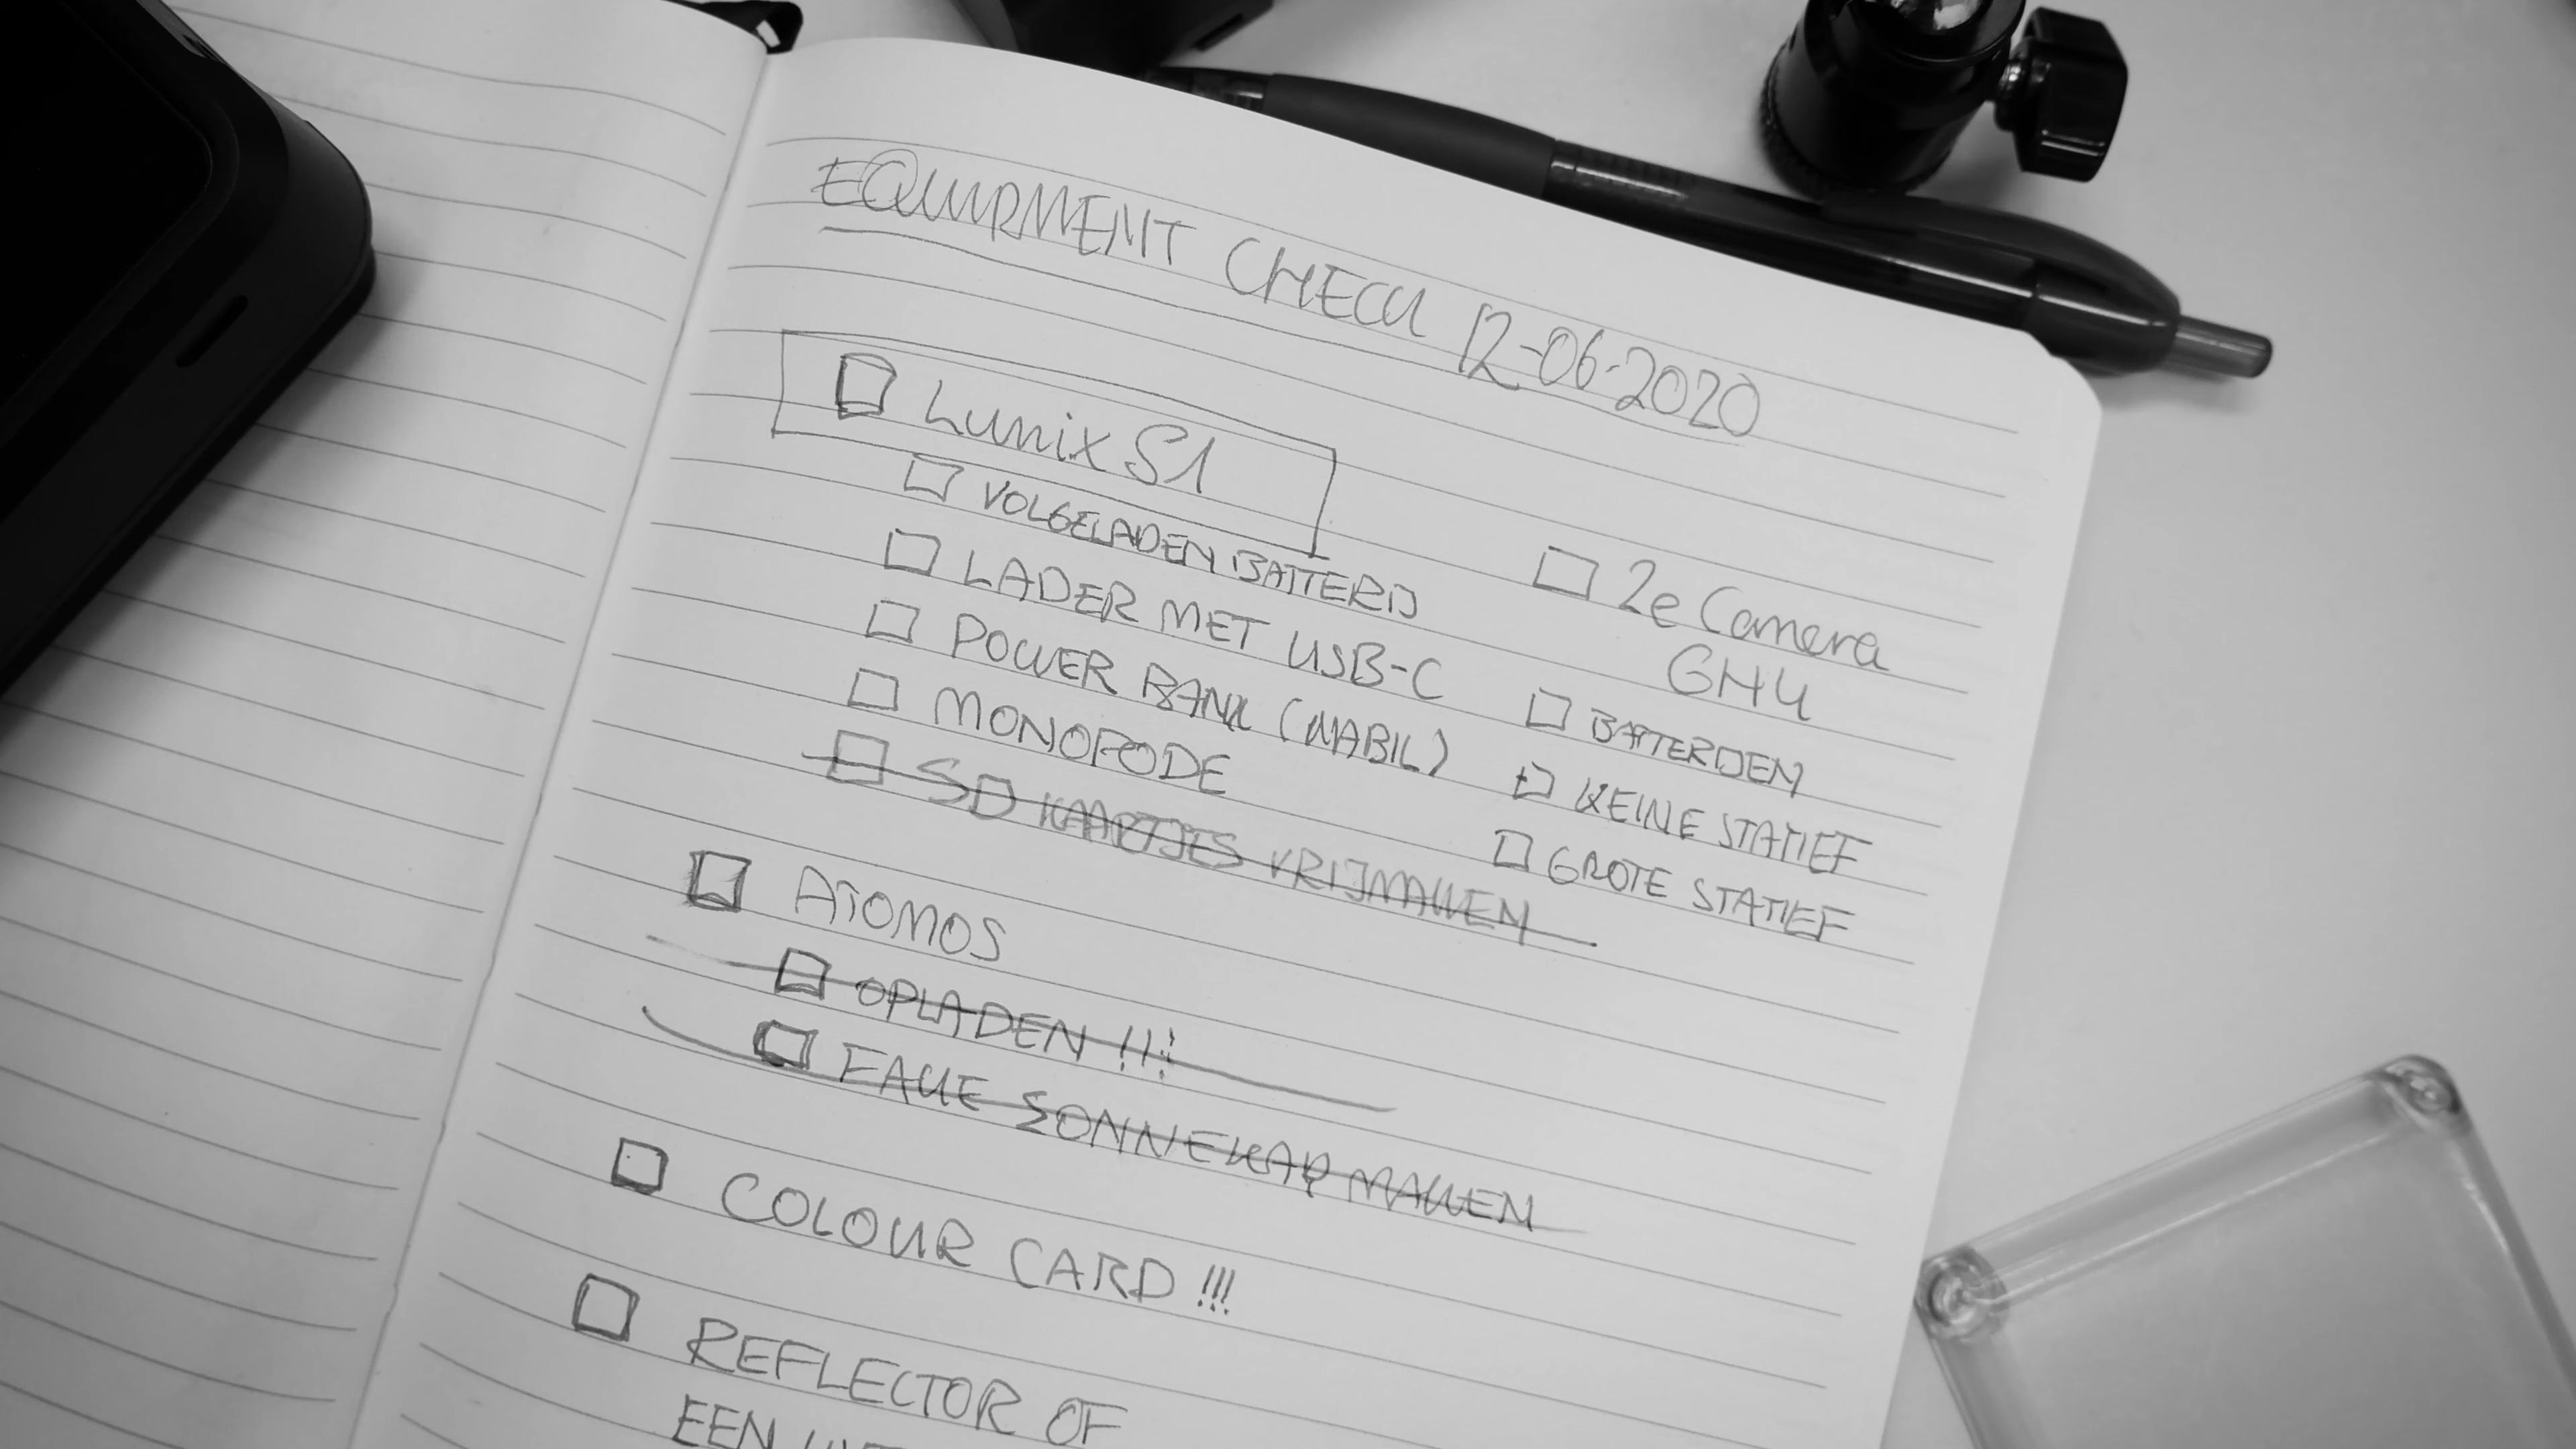 EQUIPMENT CHECK 12-06-2020
Lumix S1
VOLGELADEN BATTERIJ
LADER MET USB-C
POWER BANK (MABIL)
MONOPODE
SD KAARTJES VRIJMAKEN
2e Camera
GH4
BATTERIJEN
KLEINE STATIEF
GROTE STATIEF
ATOMOS
OPLADEN !!!
FAKE ZONNEKAP MAKEN
COLOUR CARD !!!
REFLECTOR OF
EEN